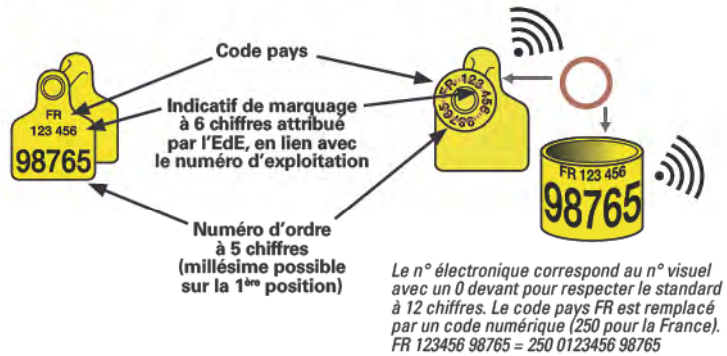 Code pays
Indicatif de marquage
à 6 chiffres attribué
par l'EdE, en lien avec
le numéro d'exploitation
Numéro d'ordre
à 5 chiffres
(millésime possible
sur la 1ère position)
FR
123 456
98765
FR 123 456 98765
FR 123 456
98765
Le n° électronique correspond au n° visuel
avec un 0 devant pour respecter le standard
à 12 chiffres. Le code pays FR est remplacé
par un code numérique (250 pour la France).
FR 123456 98765 = 250 0123456 98765